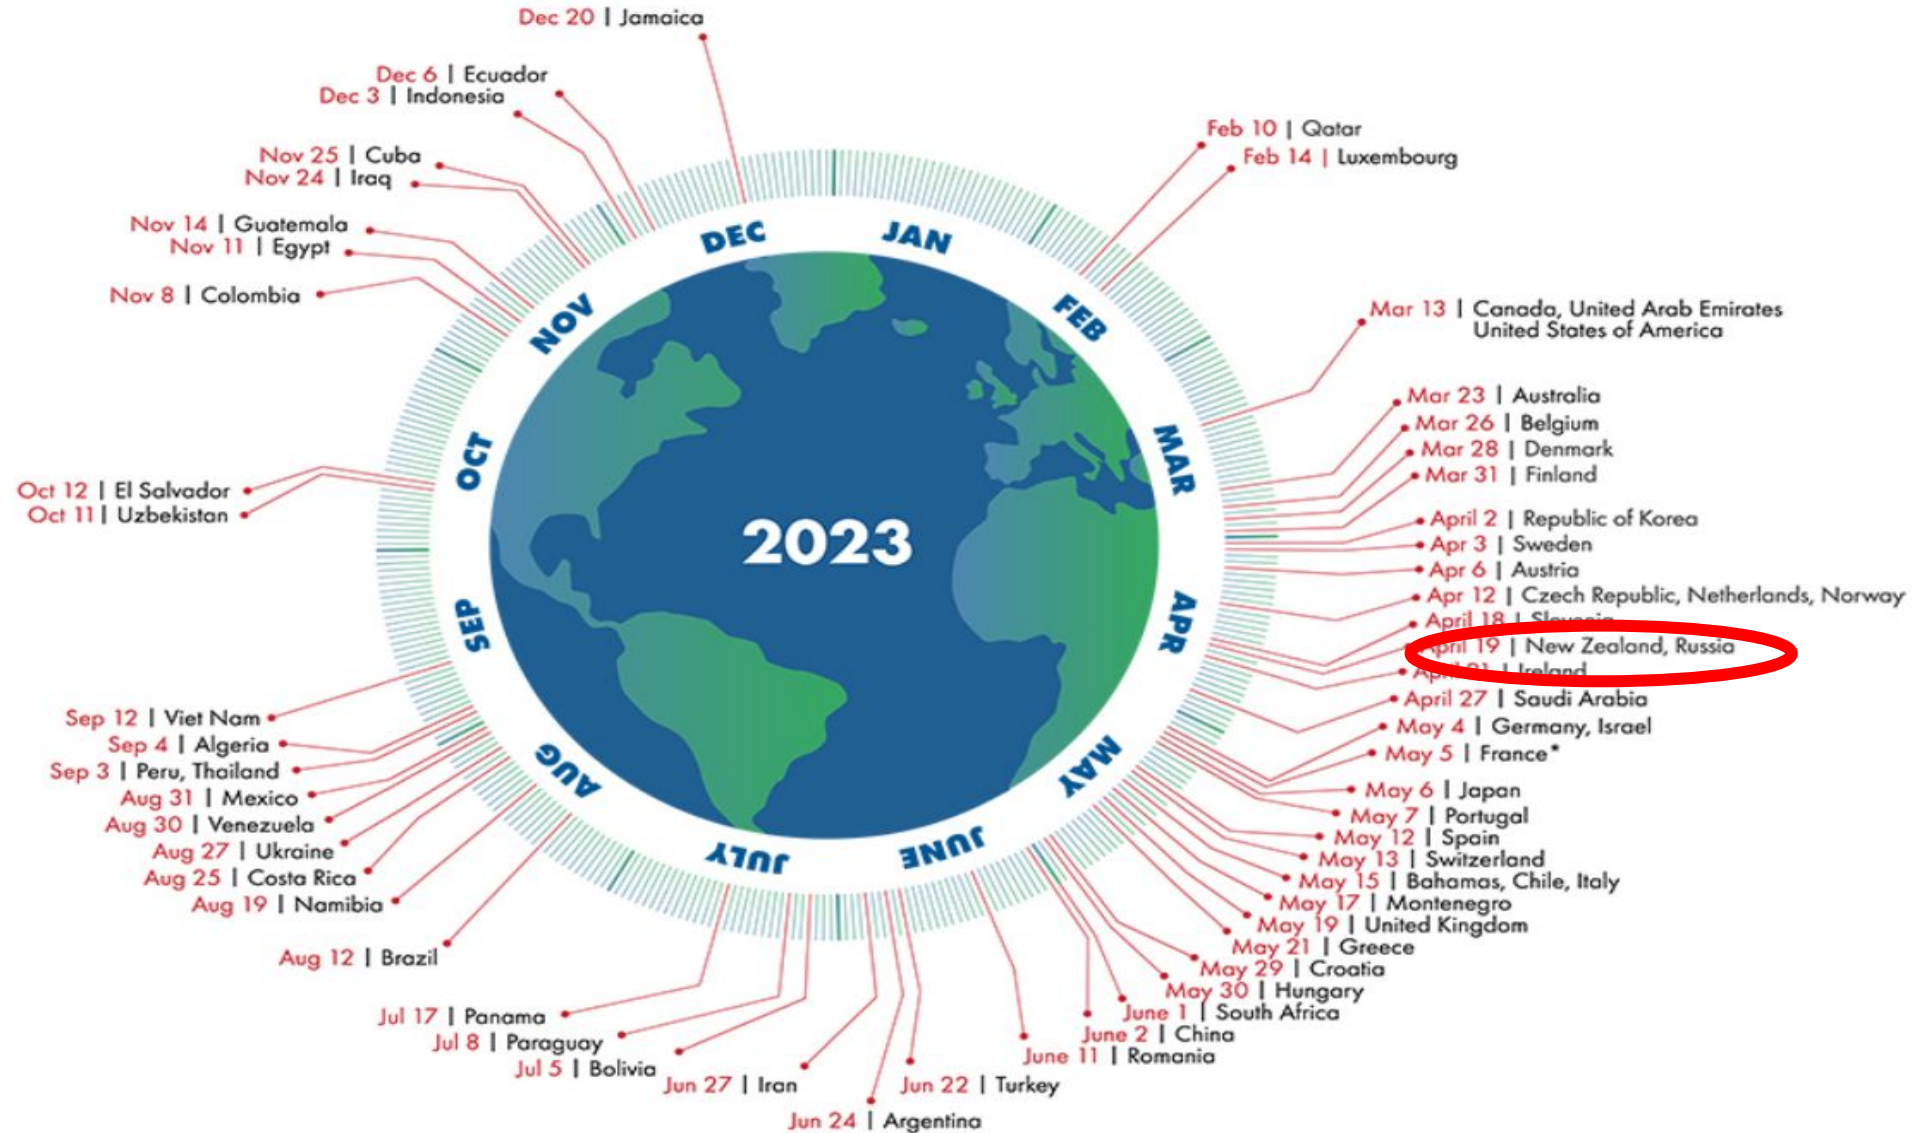 Dec 20 | Jamaica
Dec 6 | Ecuador
Dec 3 | Indonesia
Nov 25 | Cuba
Nov 24 | Iraq
Nov 14 | Guatemala
Nov 11 | Egypt
Nov 8 | Colombia
Oct 12 | El Salvador
Oct 11 | Uzbekistan
Sep 12 | Viet Nam
Sep 4 | Algeria
Sep 3 | Peru, Thailand
Aug 31 | Mexico
Aug 30 | Venezuela
Aug 27 | Ukraine
Aug 25 | Costa Rica
Aug 19 | Namibia
Aug 12 | Brazil
Jul 17 | Panama
Jul 8 | Paraguay
Jul 5 | Bolivia
Jun 27 | Iran
Jun 24 | Argentina
Jun 22 | Turkey
JAN
FEB
MAR
APR
MAY
JUNE
JULY
AUG
SEP
OCT
NOV
DEC
2023
Feb 10 | Qatar
Feb 14 | Luxembourg
Mar 13 | Canada, United Arab Emirates
United States of America
Mar 23 | Australia
Mar 26 | Belgium
Mar 28 | Denmark
Mar 31 | Finland
April 2 | Republic of Korea
Apr 3 | Sweden
Apr 6 | Austria
Apr 12 | Czech Republic, Netherlands, Norway
April 18 | Slovenia
April 19 | New Zealand, Russia
April 21 | Ireland
April 27 | Saudi Arabia
May 4 | Germany, Israel
May 5 | France*
May 6 | Japan
May 7 | Portugal
May 12 | Spain
May 13 | Switzerland
May 15 | Bahamas, Chile, Italy
May 17 | Montenegro
May 19 | United Kingdom
May 21 | Greece
May 29 | Croatia
May 30 | Hungary
June 1 | South Africa
June 2 | China
June 11 | Romania